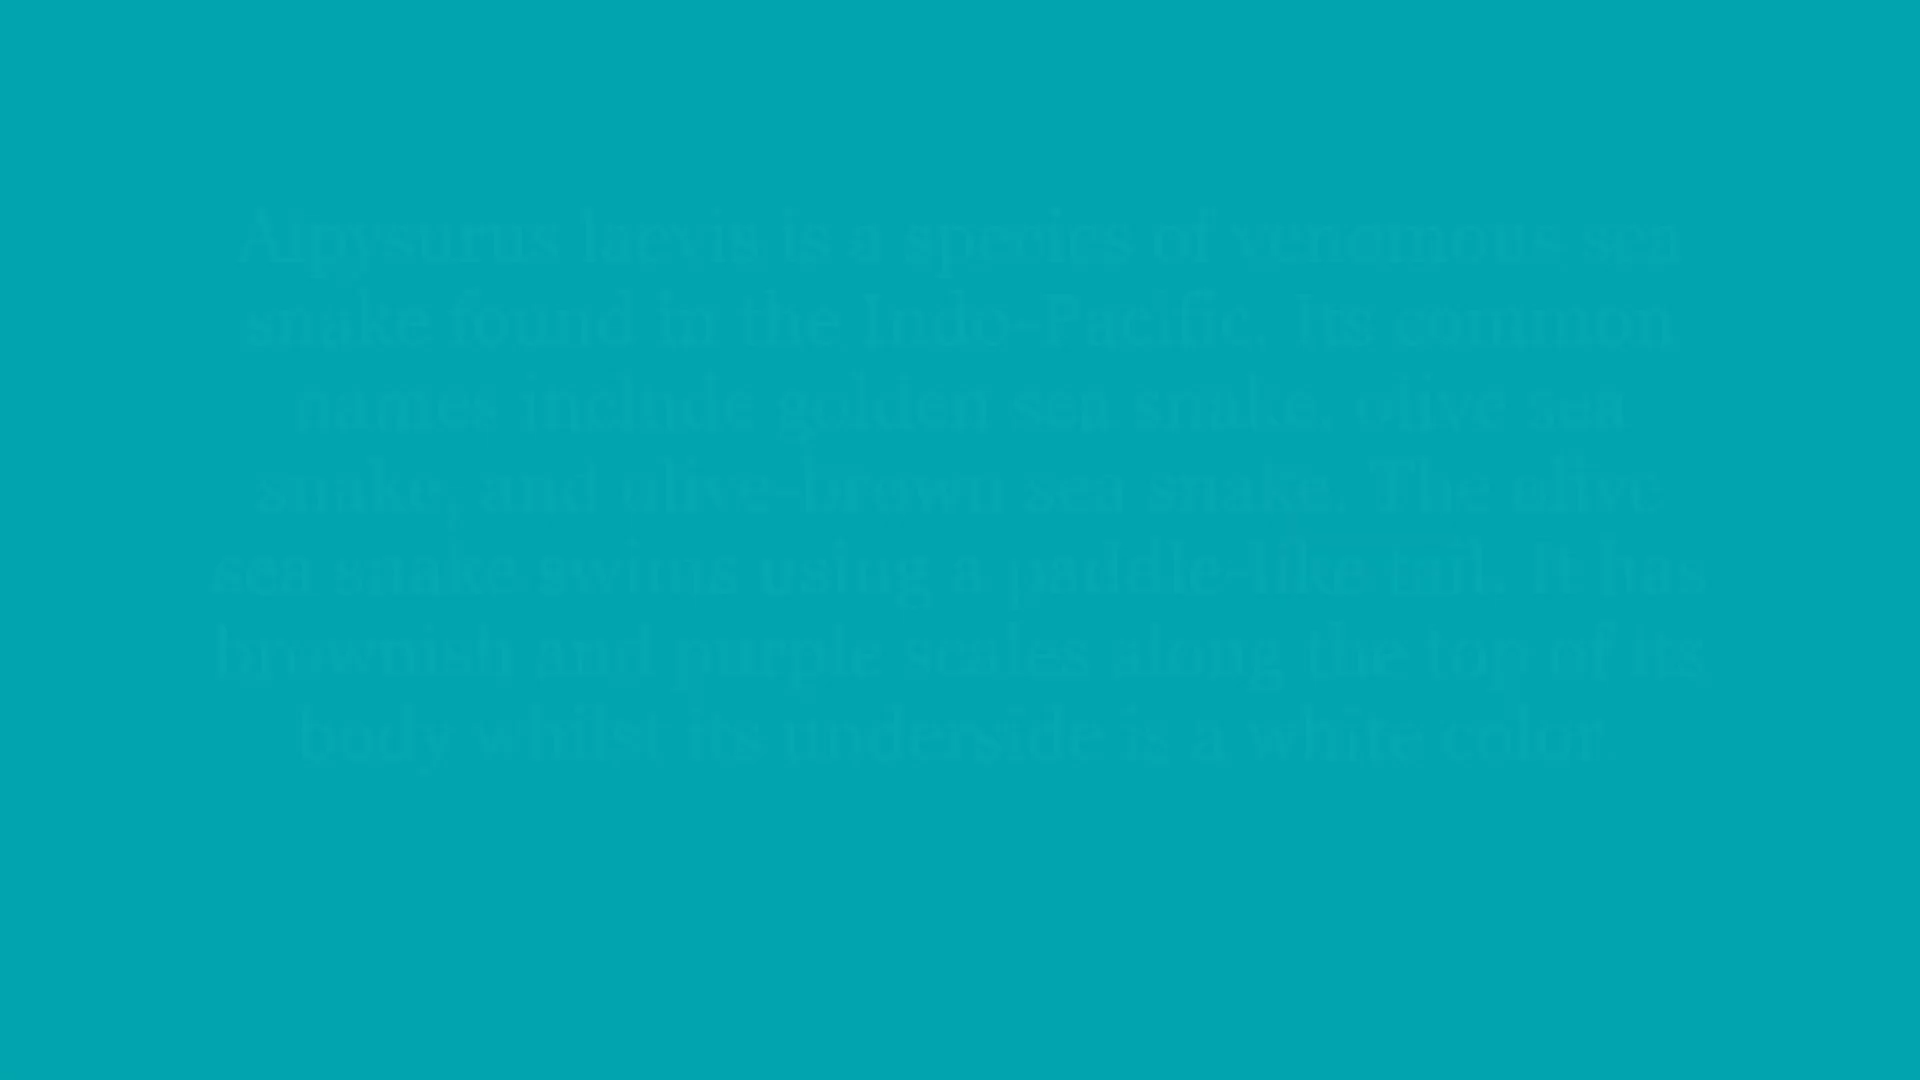 Aipysurus laevis is a species of venomous sea
snake found in the Indo-Pacific. Its common
names include golden sea snake, olive sea
snake, and olive-brown sea snake. The olive
sea snake swims using a paddle-like tail. It has
brownish and purple scales along the top of its
body whilst its underside is a white color.